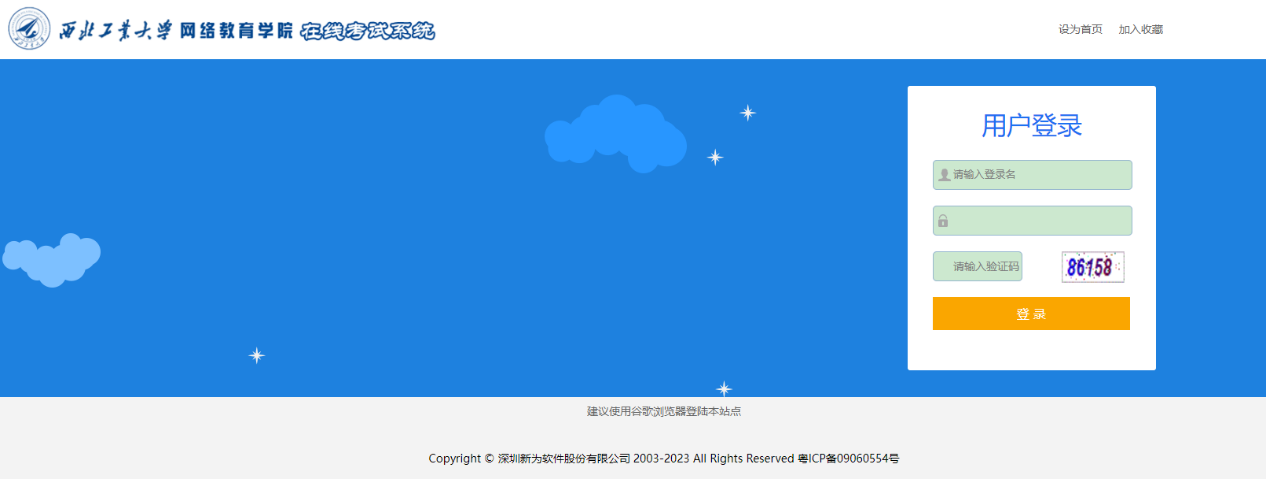 西北工业大学 网络教育学院 在线考试系统
设为首页 加入收藏
用户登录
请输入登录名
请输入验证码 86158
登 录
建议使用谷歌浏览器登陆本站点
Copyright © 深圳新为软件股份有限公司 2003-2023 All Rights Reserved 粤ICP备09060554号